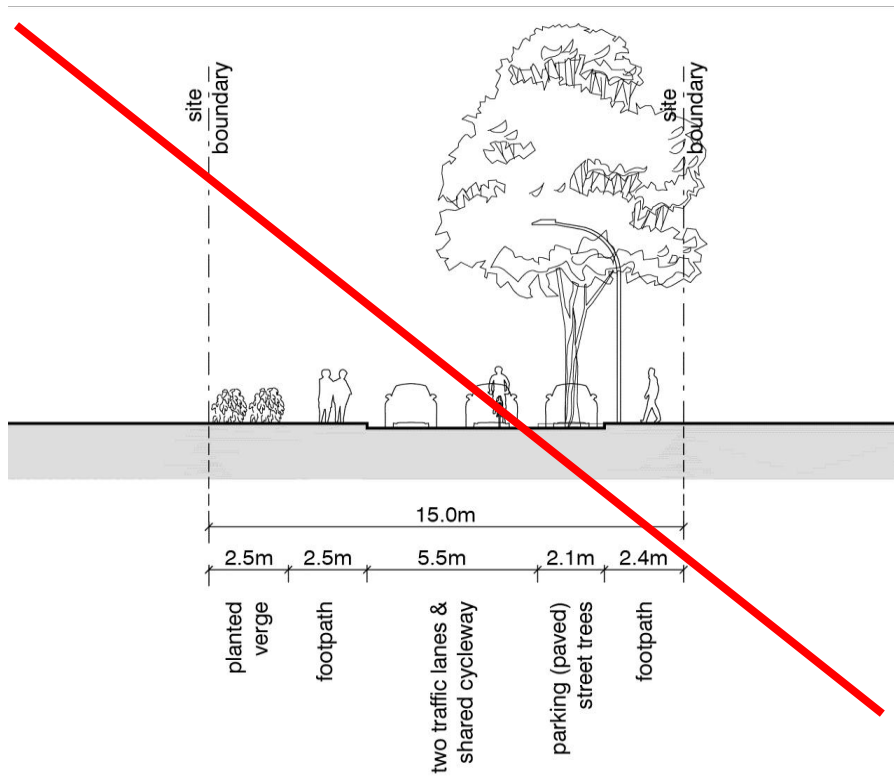 site
boundary
site
boundary
15.0m
2.5m
2.5m
5.5m
2.1m
2.4m
planted
verge
footpath
two traffic lanes &
shared cycleway
parking (paved)
street trees
footpath